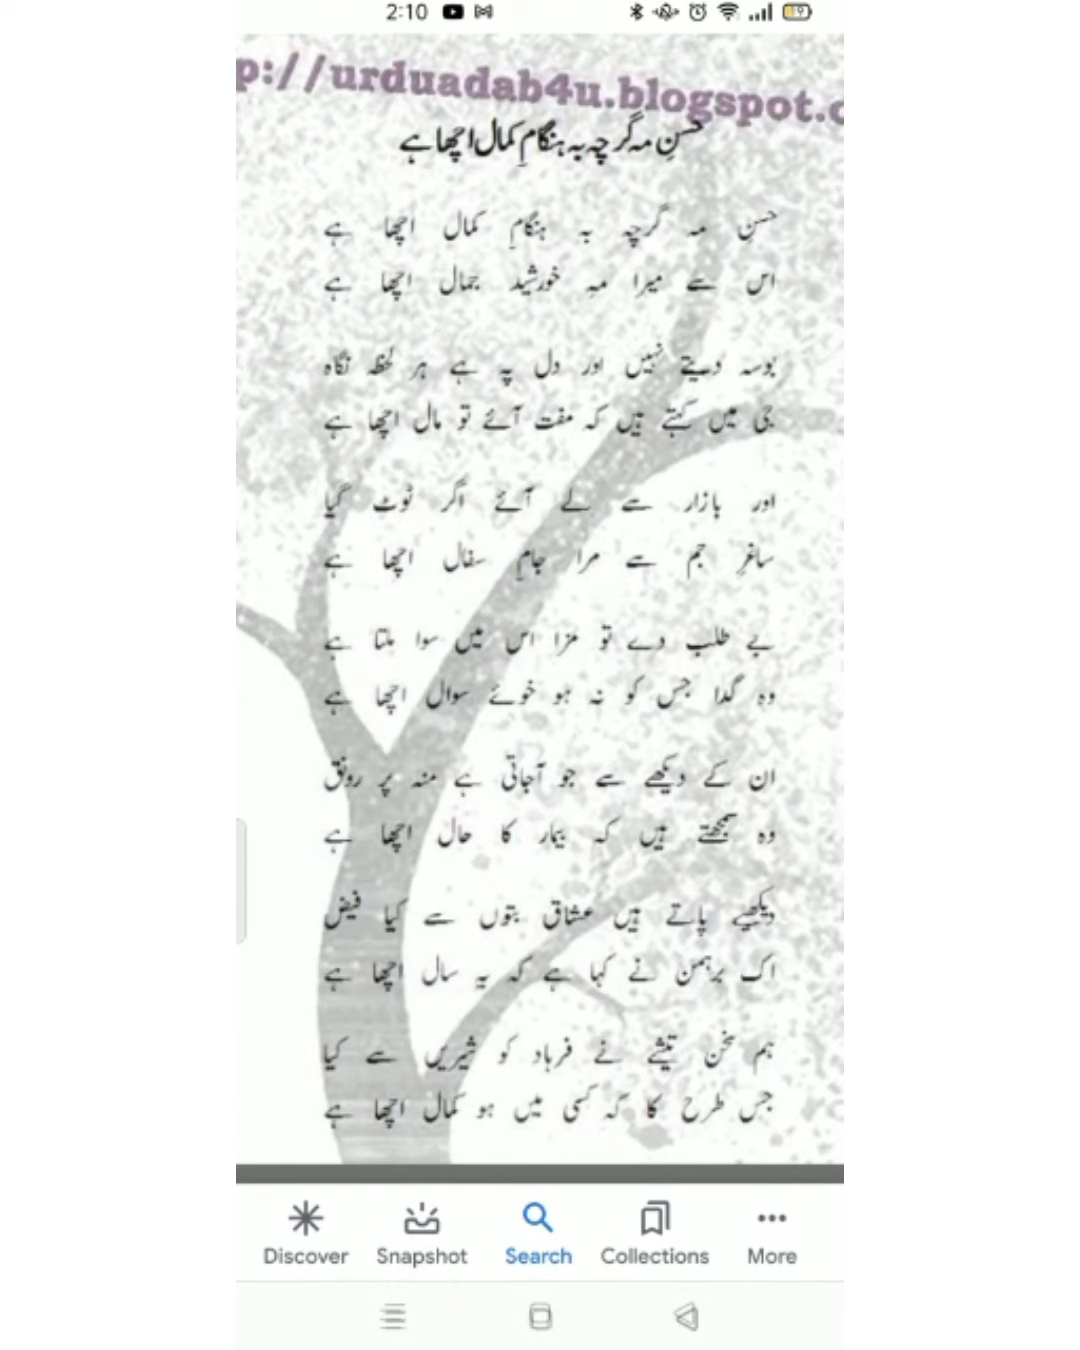 2:10
19
p://urduadab4u.blogspot.c
حسنِ مہ گرچہ بہ ہنگامِ کمال اچھا ہے
حسنِ مہ گرچہ بہ ہنگامِ کمال اچھا ہے
اس سے میرا مہِ خورشید جمال اچھا ہے
بوسہ دیتے نہیں اور دل پہ ہے ہر لحظہ نگاہ
جی میں کہتے ہیں کہ مفت آئے تو مال اچھا ہے
اور بازار سے لے آئے اگر ٹوٹ گیا
ساغرِ جم سے مرا جامِ سفال اچھا ہے
بے طلب دے تو مزا اس میں سوا ملتا ہے
وہ گدا جس کو نہ ہو خوئے سوال اچھا ہے
ان کے دیکھے سے جو آجاتی ہے منہ پر رونق
وہ سمجھتے ہیں کہ بیمار کا حال اچھا ہے
دیکھیے پاتے ہیں عشاق بتوں سے کیا فیض
اک برہمن نے کہا ہے کہ یہ سال اچھا ہے
ہم سخن تیشے نے فرہاد کو شیریں سے کیا
جس طرح کا کہ کسی میں ہو کمال اچھا ہے
Discover Snapshot Search Collections More